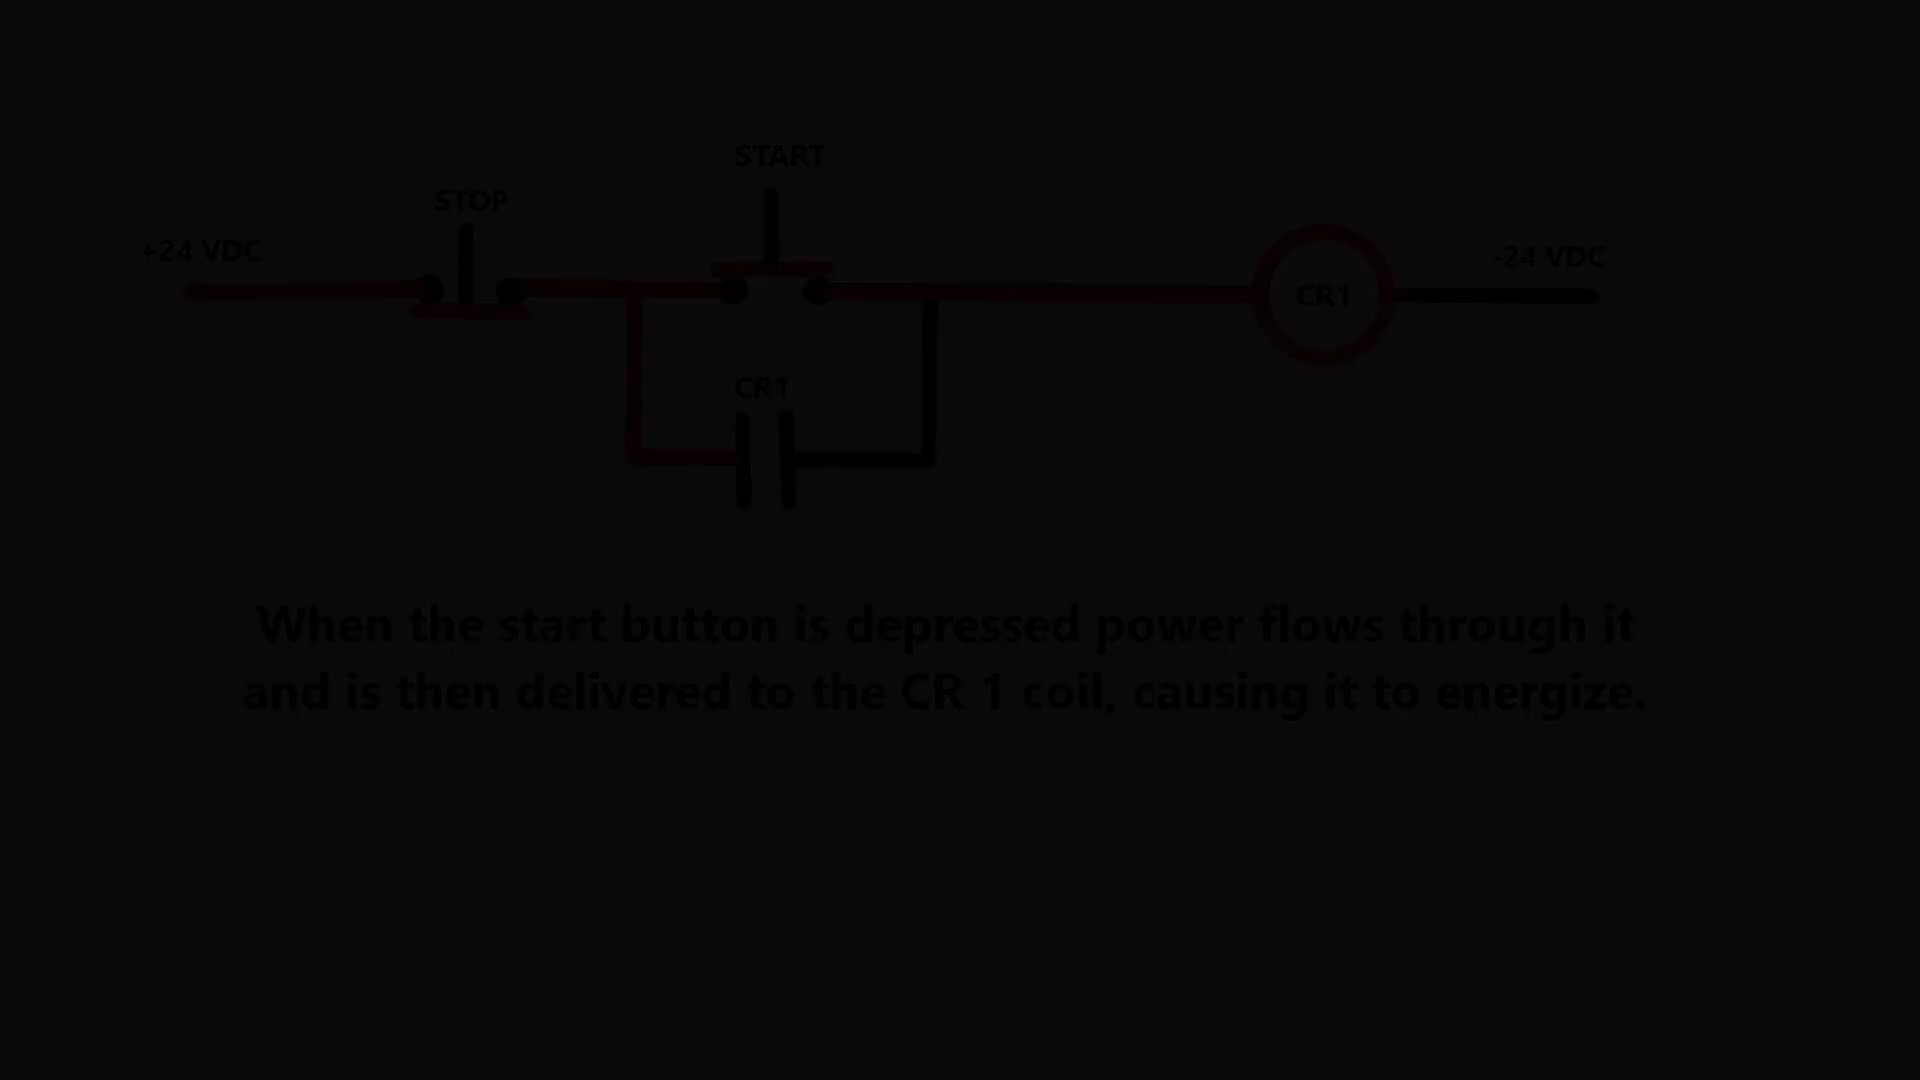 START
STOP
+24 VDC
-24 VDC
CR1
CR1
When the start button is depressed power flows through it
and is then delivered to the CR 1 coil, causing it to energize.